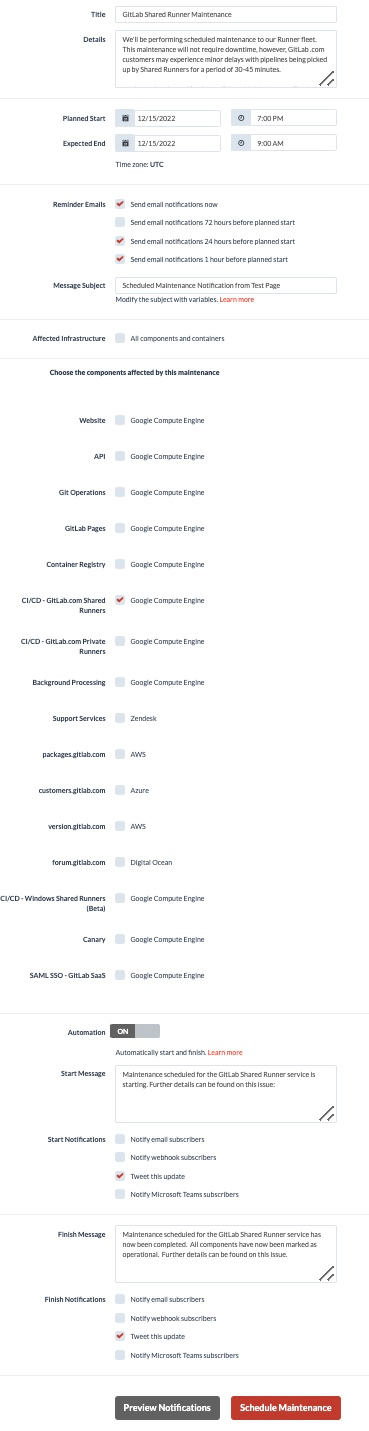 Title GitLab Shared Runner Maintenance
Details We'll be performing scheduled maintenance to our Runner fleet.
This maintenance will not require downtime, however, GitLab .com
customers may experience minor delays with pipelines being picked
up by Shared Runners for a period of 30-45 minutes.
Planned Start 12/15/2022 7:00 PM
Expected End 12/15/2022 9:00 AM
Time zone: UTC
Reminder Emails Send email notifications now
Send email notifications 72 hours before planned start
Send email notifications 24 hours before planned start
Send email notifications 1 hour before planned start
Message Subject Scheduled Maintenance Notification from Test Page
Modify the subject with variables. Learn more
Affected Infrastructure All components and containers
Choose the components affected by this maintenance
Website Google Compute Engine
API Google Compute Engine
Git Operations Google Compute Engine
GitLab Pages Google Compute Engine
Container Registry Google Compute Engine
CI/CD - GitLab.com Shared Google Compute Engine
Runners
CI/CD - GitLab.com Private Google Compute Engine
Runners
Background Processing Google Compute Engine
Support Services Zendesk
packages.gitlab.com AWS
customers.gitlab.com Azure
version.gitlab.com AWS
forum.gitlab.com Digital Ocean
CI/CD - Windows Shared Runners Google Compute Engine
(Beta)
Canary Google Compute Engine
SAML SSO - GitLab SaaS Google Compute Engine
Automation ON
Automatically start and finish. Learn more
Start Message Maintenance scheduled for the GitLab Shared Runner service is
starting. Further details can be found on this issue:
Start Notifications Notify email subscribers
Notify webhook subscribers
Tweet this update
Notify Microsoft Teams subscribers
Finish Message Maintenance scheduled for the GitLab Shared Runner service has
now been completed. All components have now been marked as
operational. Further details can be found on this issue.
Finish Notifications Notify email subscribers
Notify webhook subscribers
Tweet this update
Notify Microsoft Teams subscribers
Preview Notifications Schedule Maintenance